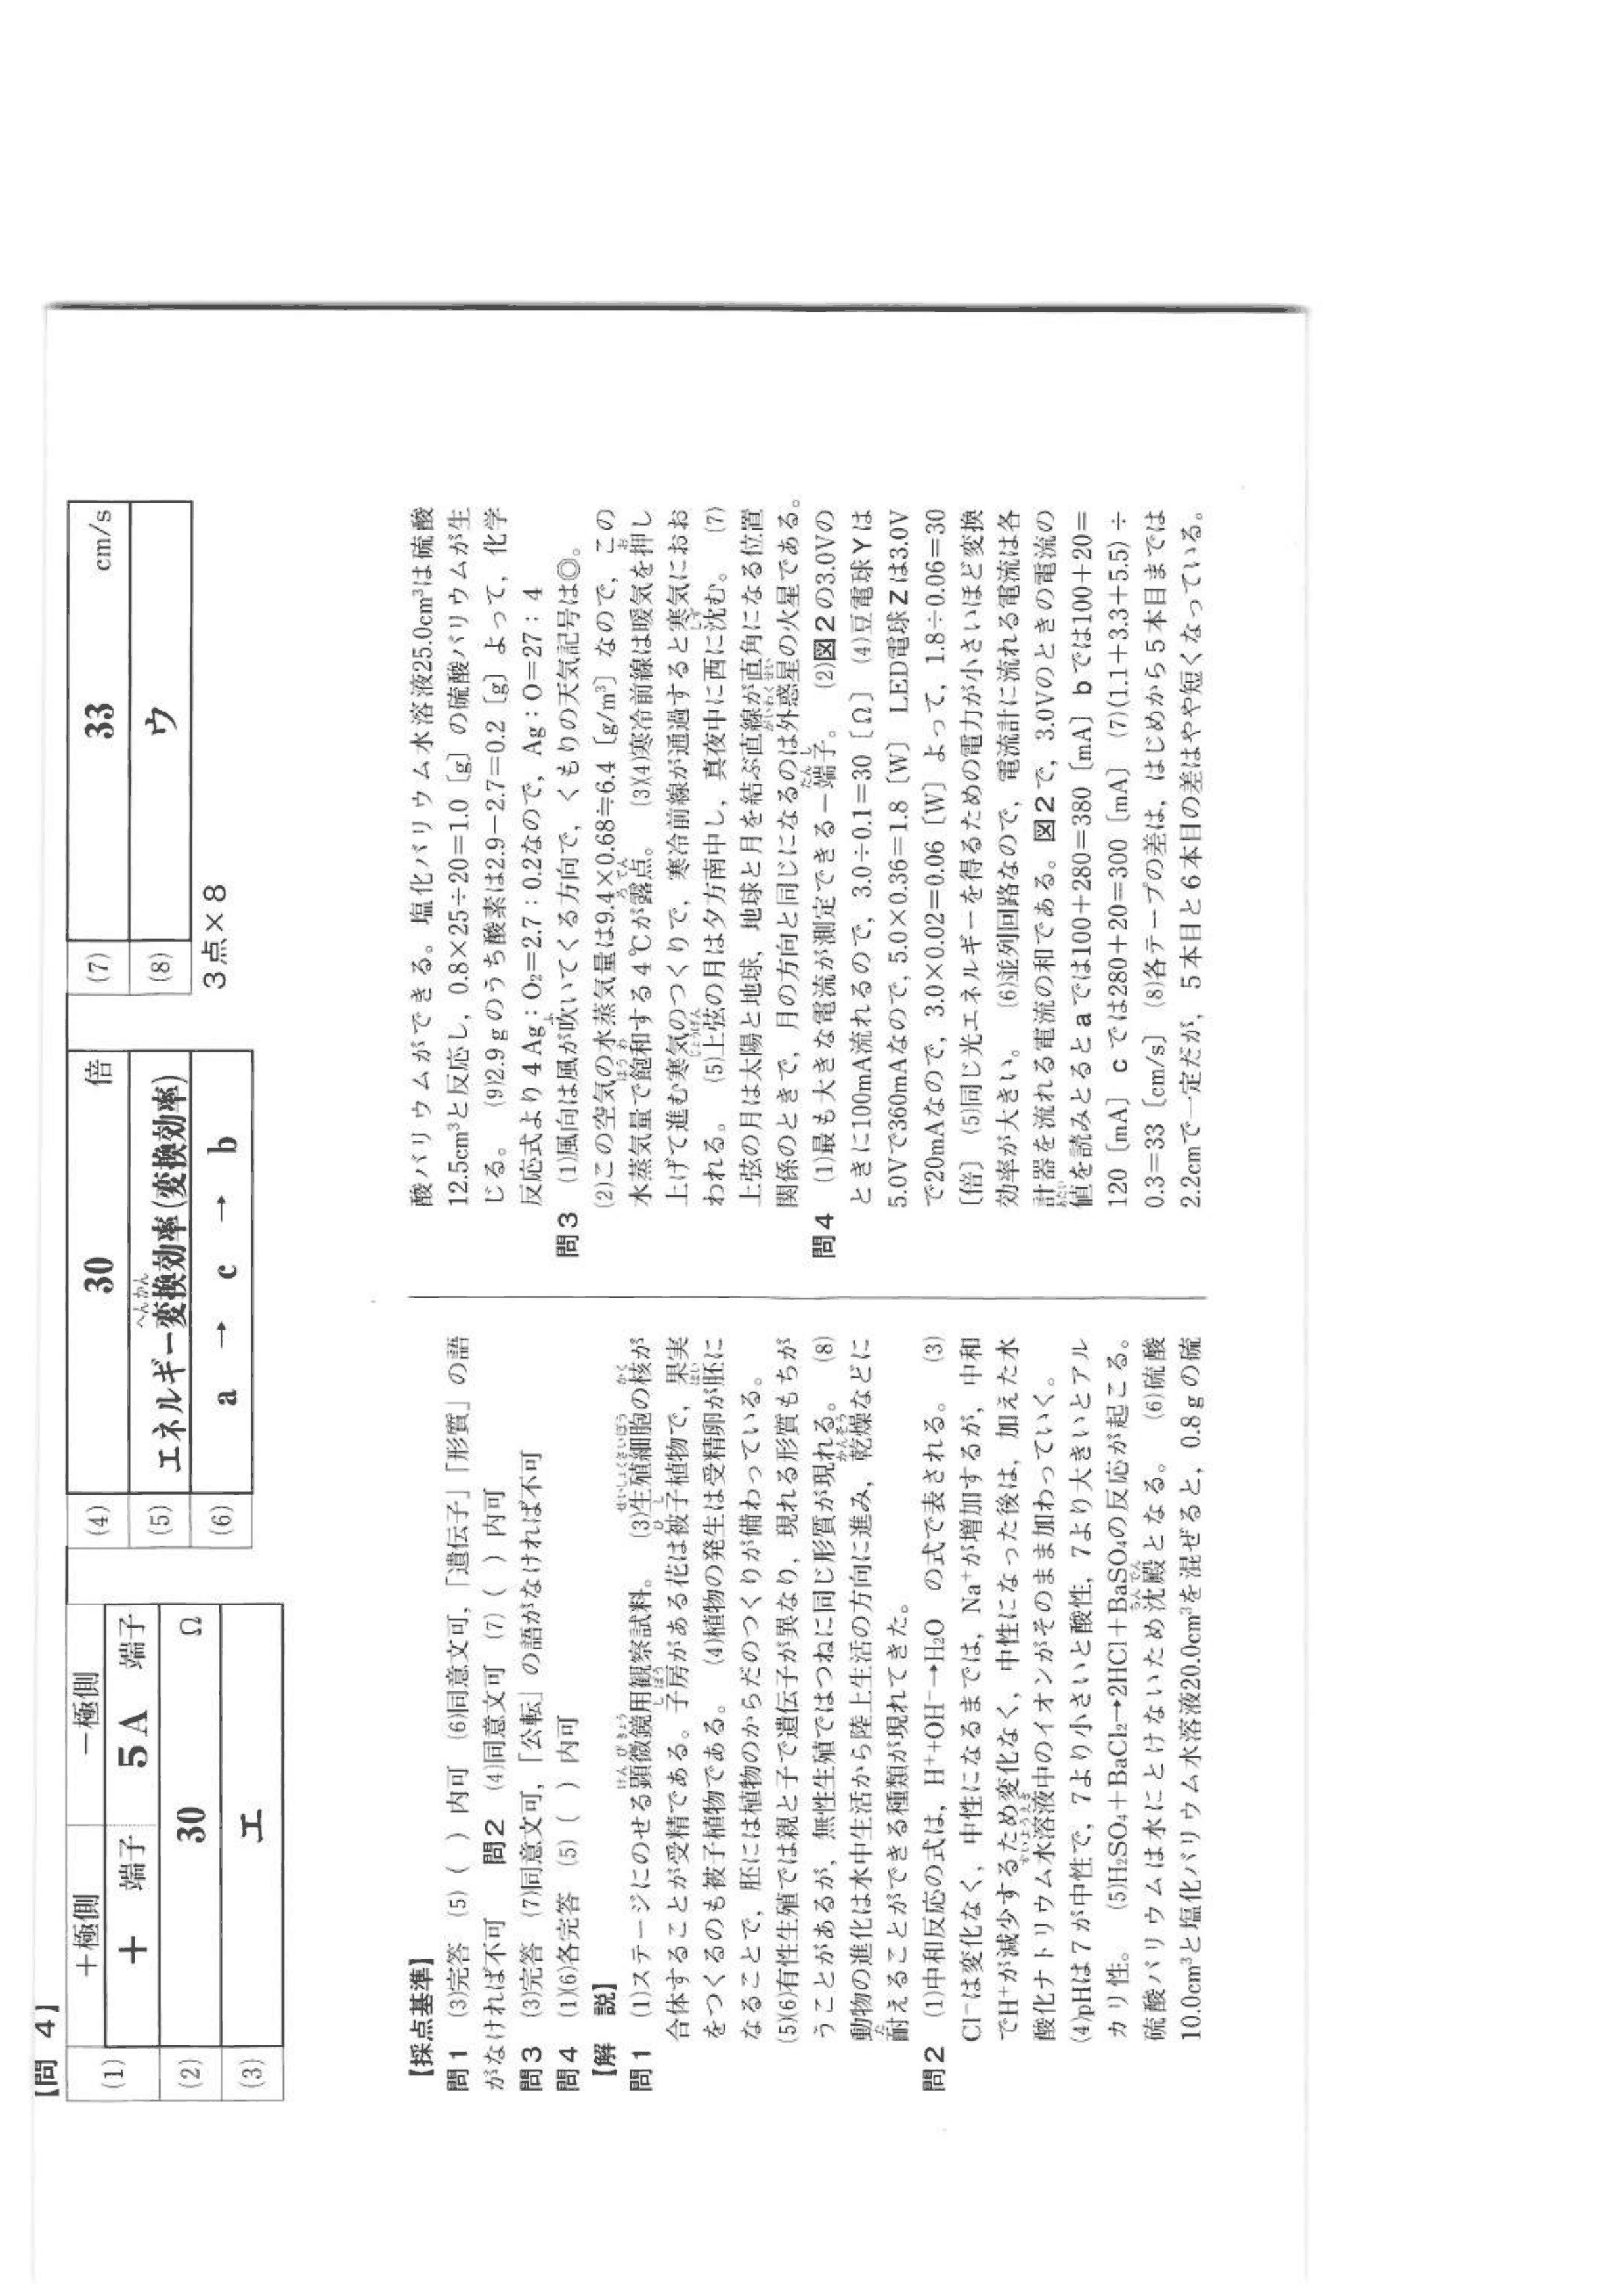 【問 4】
(1)
＋極側
－極側
＋ 端子
5A 端子
(2)
30 Ω
(3)
エ
(4)
30 倍
(5)
へんかん
エネルギー変換効率(変換効率)
(6)
a → c → b
(7)
33 cm/s
(8)
ウ
3点×8
【採点基準】
問1 (3)完答 (5)( )内可 (6)同意文可，「遺伝子」「形質」の語
がなければ不可 問2 (4)同意文可 (7)( )内可
問3 (3)完答 (7)同意文可，「公転」の語がなければ不可
問4 (1)(6)各完答 (5)( )内可
【解 説】
問1 (1)ステージにのせる顕微鏡用観察試料。 (3)生殖細胞の核が
合体することが受精である。子房がある花は被子植物で，果実
をつくるのも被子植物である。 (4)植物の発生は受精卵が胚に
なることで，胚には植物のからだのつくりが備わっている。
(5)(6)有性生殖では親と子で遺伝子が異なり，現れる形質もちが
うことがあるが，無性生殖ではつねに同じ形質が現れる。 (8)
動物の進化は水中生活から陸上生活の方向に進み，乾燥などに
耐えることができる種類が現れてきた。
問2 (1)中和反応の式は，H⁺＋OH⁻→H₂O の式で表される。 (3)
Cl⁻は変化なく，中性になるまでは，Na⁺が増加するが，中和
でH⁺が減少するため変化なく，中性になった後は，加えた水
酸化ナトリウム水溶液中のイオンがそのまま加わっていく。
(4)pHは7が中性で，7より小さいと酸性，7より大きいとアル
カリ性。 (5)H₂SO₄＋BaCl₂→2HCl＋BaSO₄の反応が起こる。
硫酸バリウムは水にとけないため沈殿となる。 (6)硫酸
10.0cm³と塩化バリウム水溶液20.0cm³を混ぜると，0.8gの硫
酸バリウムができる。塩化バリウム水溶液25.0cm³は硫酸
12.5cm³と反応し，0.8×25÷20＝1.0〔g〕の硫酸バリウムが生
じる。 (9)2.9gのうち酸素は2.9－2.7＝0.2〔g〕よって，化学
反応式より4Ag：O₂＝2.7：0.2なので，Ag：O＝27：4
問3 (1)風向は風が吹いてくる方向で，くもりの天気記号は◎。
(2)この空気の水蒸気量は9.4×0.68≒6.4〔g/m³〕なので，この
水蒸気量で飽和する4℃が露点。 (3)(4)寒冷前線は暖気を押し
上げて進む寒気のつくりで，寒冷前線が通過すると寒気におお
われる。 (5)上弦の月は夕方南中し，真夜中に西に沈む。 (7)
上弦の月は太陽と地球，地球と月を結ぶ直線が直角になる位置
関係のときで，月の方向と同じになるのは外惑星の火星である。
問4 (1)最も大きな電流が測定できる－端子。 (2)図2の3.0Vの
ときに100mA流れるので，3.0÷0.1＝30〔Ω〕 (4)豆電球Yは
5.0Vで360mAなので，5.0×0.36＝1.8〔W〕 LED電球Zは3.0V
で20mAなので，3.0×0.02＝0.06〔W〕よって，1.8÷0.06＝30
〔倍〕 (5)同じ光エネルギーを得るための電力が小さいほど変換
効率が大きい。 (6)並列回路なので，電流計に流れる電流は各
計器を流れる電流の和である。図2で，3.0Vのときの電流の
値を読みとるとaでは100＋280＝380〔mA〕bでは100＋20＝
120〔mA〕cでは280＋20＝300〔mA〕 (7)(1.1＋3.3＋5.5)÷
0.3＝33〔cm/s〕 (8)各テープの差は，はじめから5本目までは
2.2cmで一定だが，5本目と6本目の差はやや短くなっている。